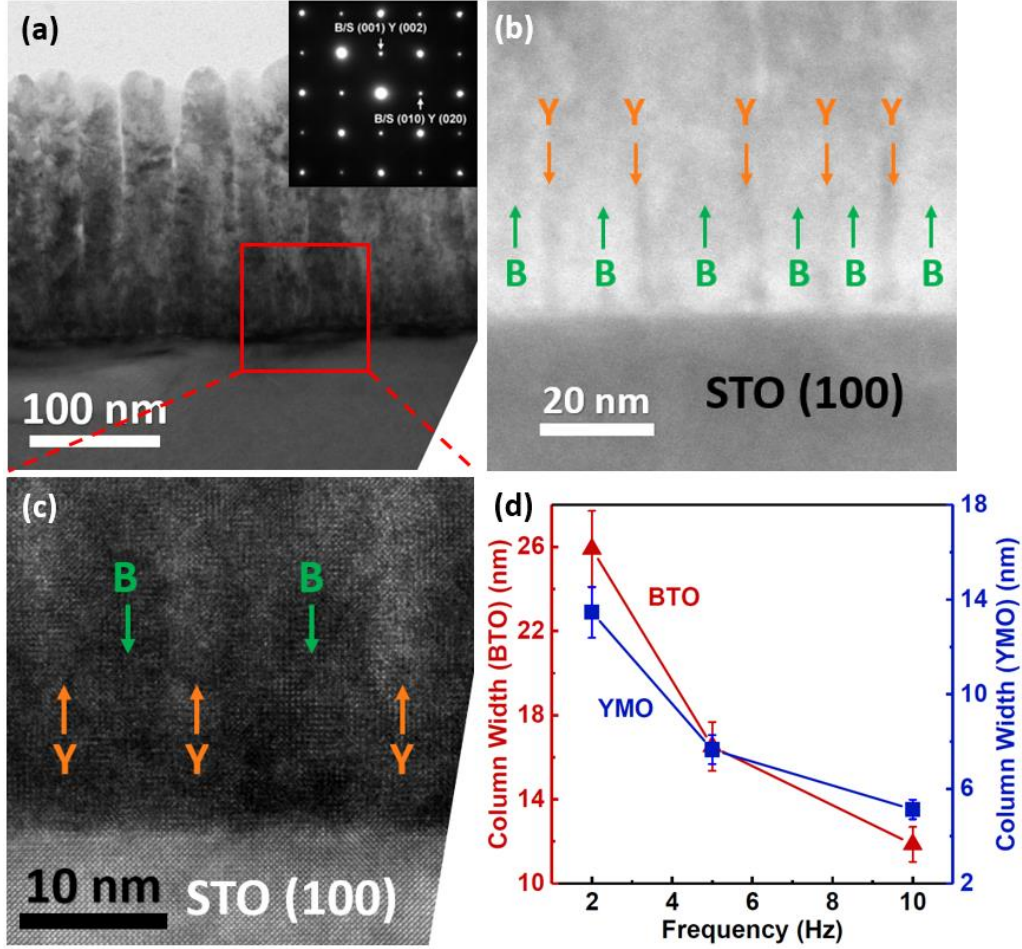 (a)
B/S (001) Y (002)
B/S (010) Y (020)
100 nm
(b)
Y Y Y Y Y
B B B B B B
20 nm
STO (100)
(c)
B B
Y Y Y
10 nm
STO (100)
(d)
Column Width (BTO) (nm)
26
22
18
14
10
BTO
YMO
18
14
10
6
2
Column Width (YMO) (nm)
2 4 6 8 10
Frequency (Hz)